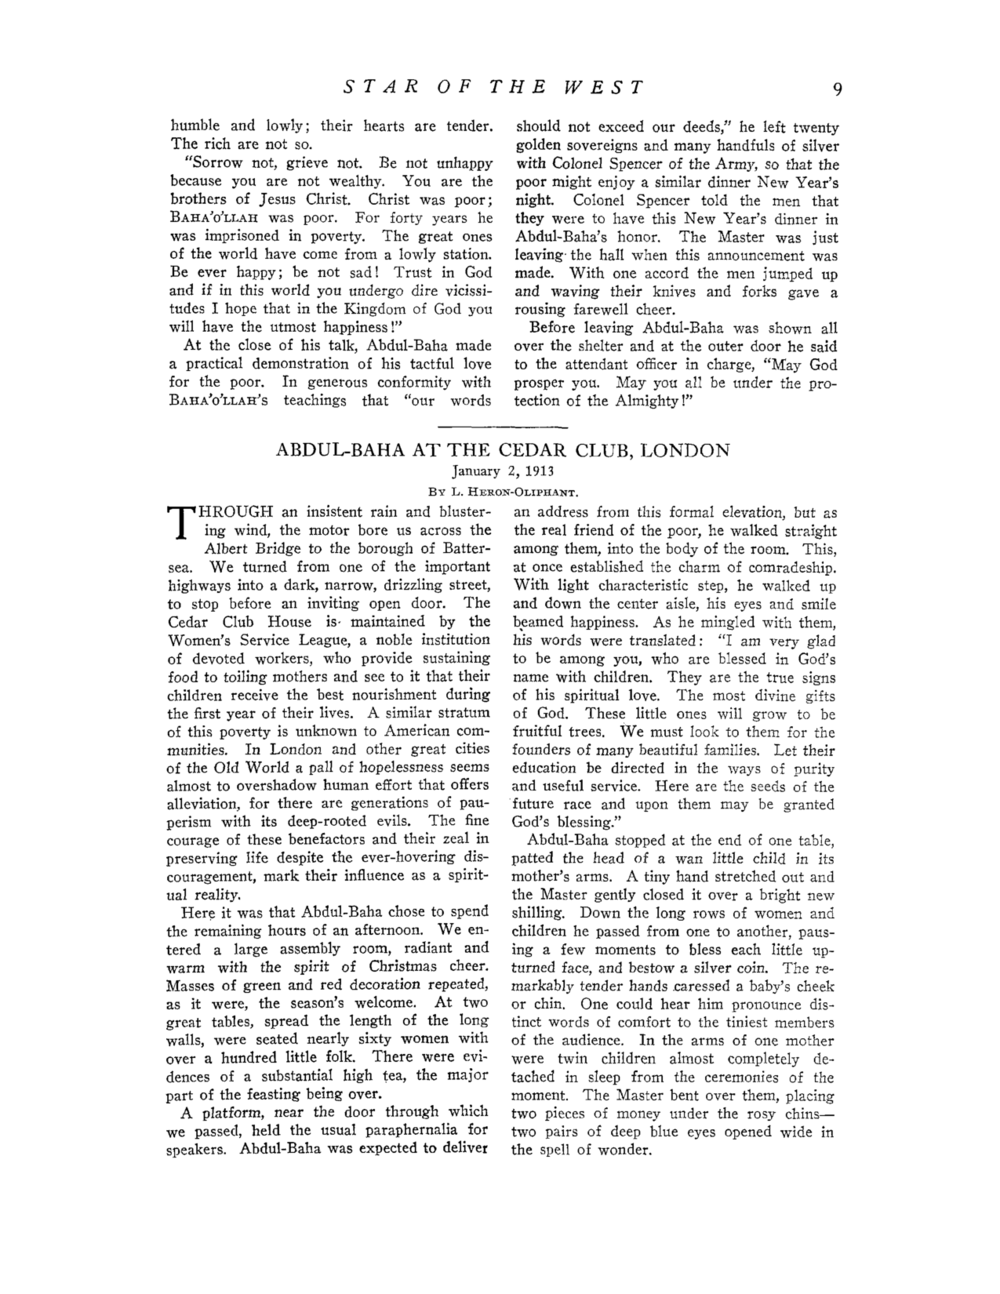 STAR OF THE WEST 9
humble and lowly; their hearts are tender.
The rich are not so.
"Sorrow not, grieve not. Be not unhappy
because you are not wealthy. You are the
brothers of Jesus Christ. Christ was poor;
BAHA'O'LLAH was poor. For forty years he
was imprisoned in poverty. The great ones
of the world have come from a lowly station.
Be ever happy; be not sad! Trust in God
and if in this world you undergo dire vicissi-
tudes I hope that in the Kingdom of God you
will have the utmost happiness!"
At the close of his talk, Abdul-Baha made
a practical demonstration of his tactful love
for the poor. In generous conformity with
BAHA'O'LLAH'S teachings that "our words
should not exceed our deeds," he left twenty
golden sovereigns and many handfuls of silver
with Colonel Spencer of the Army, so that the
poor might enjoy a similar dinner New Year's
night. Colonel Spencer told the men that
they were to have this New Year's dinner in
Abdul-Baha's honor. The Master was just
leaving the hall when this announcement was
made. With one accord the men jumped up
and waving their knives and forks gave a
rousing farewell cheer.
Before leaving Abdul-Baha was shown all
over the shelter and at the outer door he said
to the attendant officer in charge, "May God
prosper you. May you all be under the pro-
tection of the Almighty!"
ABDUL-BAHA AT THE CEDAR CLUB, LONDON
January 2, 1913
BY L. HERON-OLIPHANT.
THROUGH an insistent rain and bluster-
ing wind, the motor bore us across the
Albert Bridge to the borough of Batter-
sea. We turned from one of the important
highways into a dark, narrow, drizzling street,
to stop before an inviting open door. The
Cedar Club House is maintained by the
Women's Service League, a noble institution
of devoted workers, who provide sustaining
food to toiling mothers and see to it that their
children receive the best nourishment during
the first year of their lives. A similar stratum
of this poverty is unknown to American com-
munities. In London and other great cities
of the Old World a pall of hopelessness seems
almost to overshadow human effort that offers
alleviation, for there are generations of pau-
perism with its deep-rooted evils. The fine
courage of these benefactors and their zeal in
preserving life despite the ever-hovering dis-
couragement, mark their influence as a spirit-
ual reality.
Here it was that Abdul-Baha chose to spend
the remaining hours of an afternoon. We en-
tered a large assembly room, radiant and
warm with the spirit of Christmas cheer.
Masses of green and red decoration repeated,
as it were, the season's welcome. At two
great tables, spread the length of the long
walls, were seated nearly sixty women with
over a hundred little folk. There were evi-
dences of a substantial high tea, the major
part of the feasting being over.
A platform, near the door through which
we passed, held the usual paraphernalia for
speakers. Abdul-Baha was expected to deliver
an address from this formal elevation, but as
the real friend of the poor, he walked straight
among them, into the body of the room. This,
at once established the charm of comradeship.
With light characteristic step, he walked up
and down the center aisle, his eyes and smile
beamed happiness. As he mingled with them,
his words were translated: "I am very glad
to be among you, who are blessed in God's
name with children. They are the true signs
of his spiritual love. The most divine gifts
of God. These little ones will grow to be
fruitful trees. We must look to them for the
founders of many beautiful families. Let their
education be directed in the ways of purity
and useful service. Here are the seeds of the
future race and upon them may be granted
God's blessing."
Abdul-Baha stopped at the end of one table,
patted the head of a wan little child in its
mother's arms. A tiny hand stretched out and
the Master gently closed it over a bright new
shilling. Down the long rows of women and
children he passed from one to another, paus-
ing a few moments to bless each little up-
turned face, and bestow a silver coin. The re-
markably tender hands caressed a baby's cheek
or chin. One could hear him pronounce dis-
tinct words of comfort to the tiniest members
of the audience. In the arms of one mother
were twin children almost completely de-
tached in sleep from the ceremonies of the
moment. The Master bent over them, placing
two pieces of money under the rosy chins—
two pairs of deep blue eyes opened wide in
the spell of wonder.